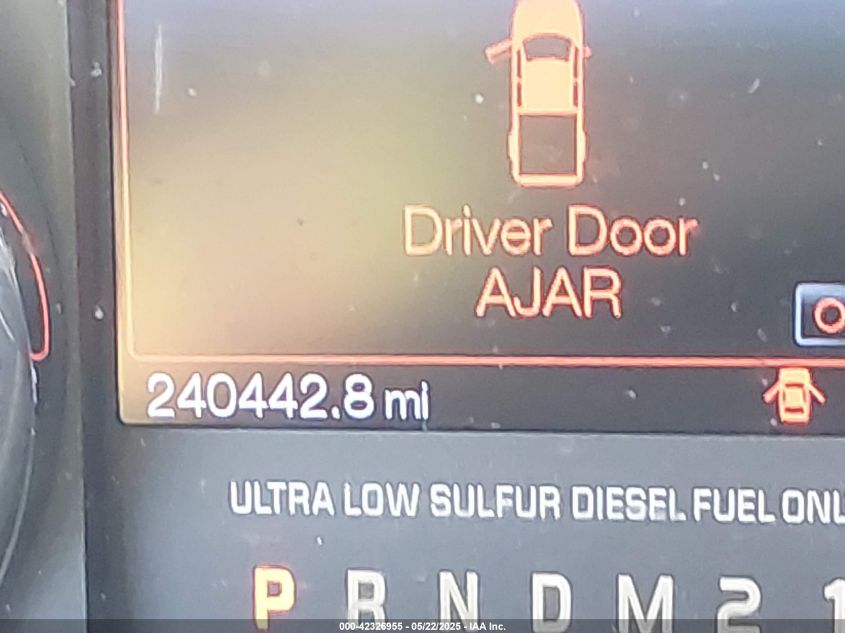 Driver Door
AJAR
240442.8 mi
ULTRA LOW SULFUR DIESEL FUEL ONL
P R N D M 2 1
000-42326955 - 05/22/2025 - IAA Inc.